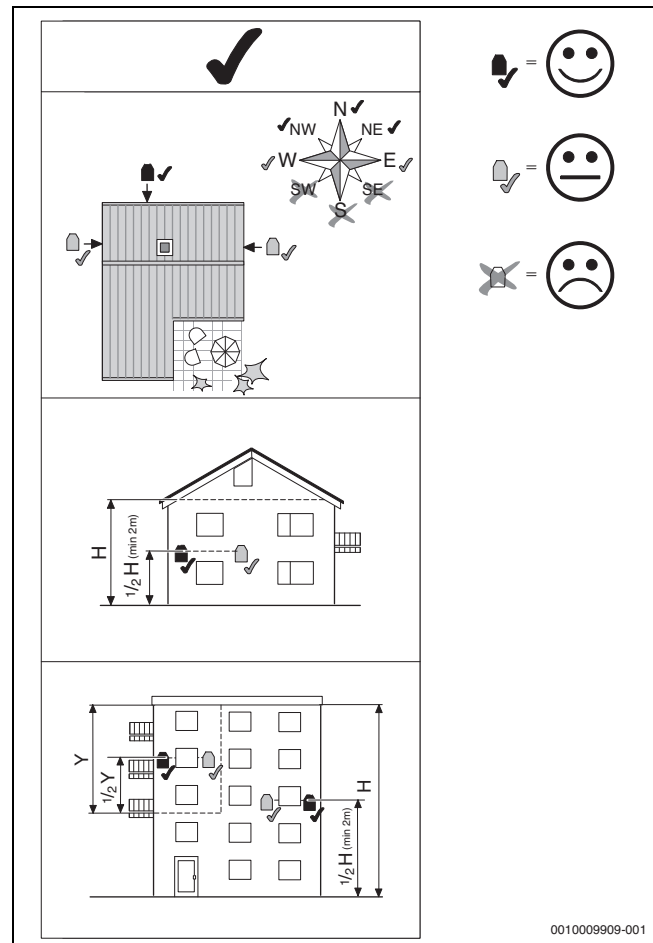 =
=
=
N
NW
NE
W
E
SW
SE
S
H
1/2 H (min 2m)
Y
1/2 Y
H
1/2 H (min 2m)
0010009909-001